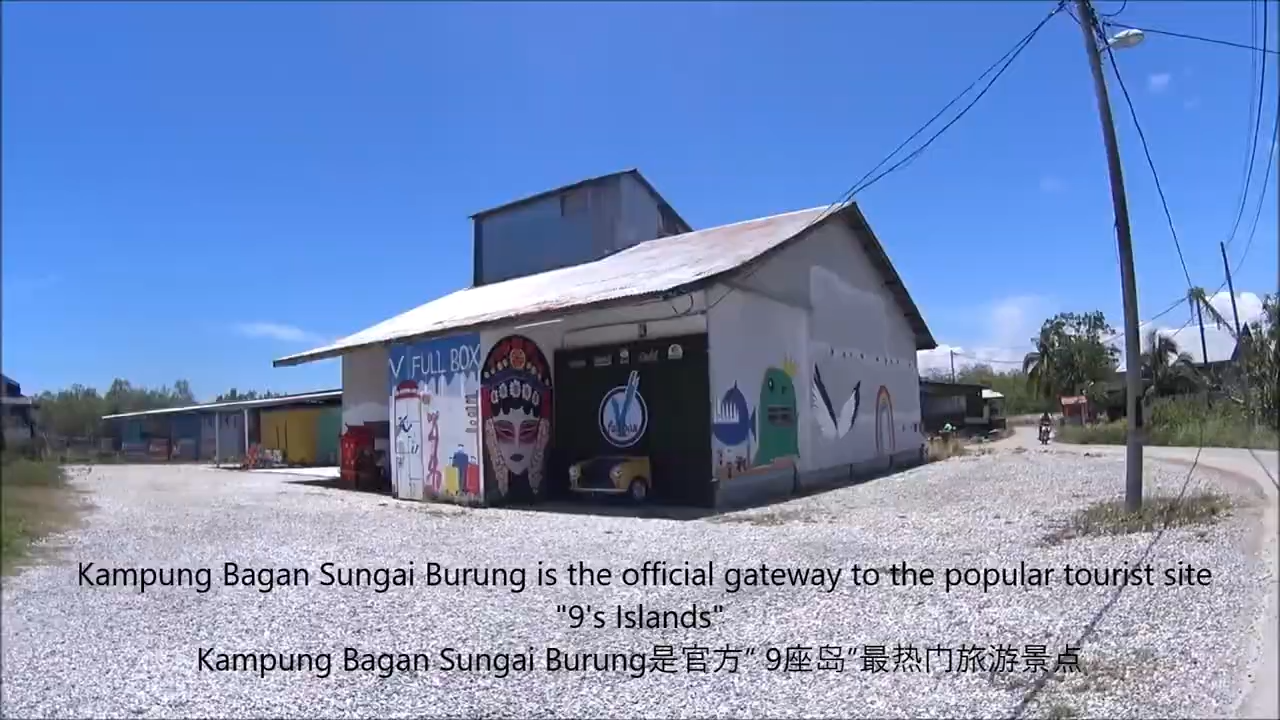 V FULL BOX
Kampung Bagan Sungai Burung is the official gateway to the popular tourist site
"9's Islands"
Kampung Bagan Sungai Burung是官方“ 9座岛”最热门旅游景点